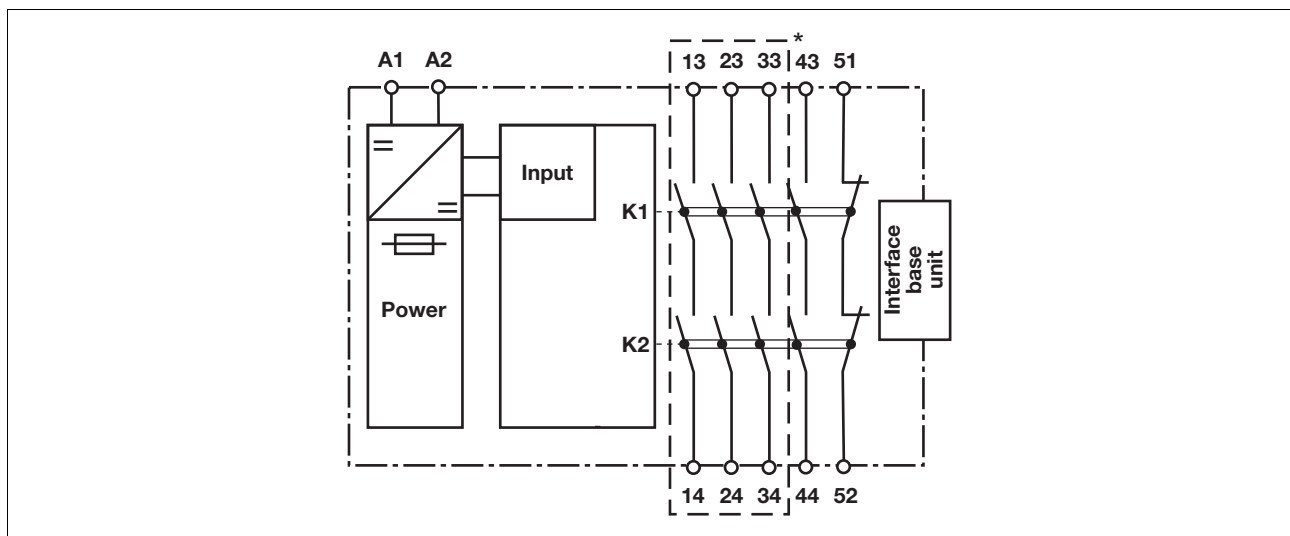 *
A1 A2 13 23 33 43 51
Input
K1
Interface
base
unit
Power
K2
14 24 34 44 52